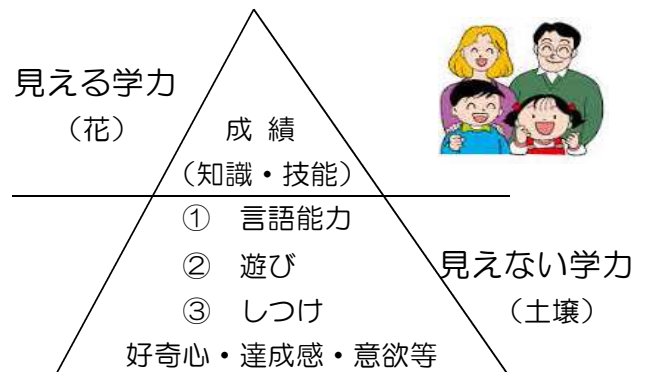 見える学力
（花）
成 績
（知識・技能）
① 言語能力
② 遊び
③ しつけ
好奇心・達成感・意欲等
見えない学力
（土壌）